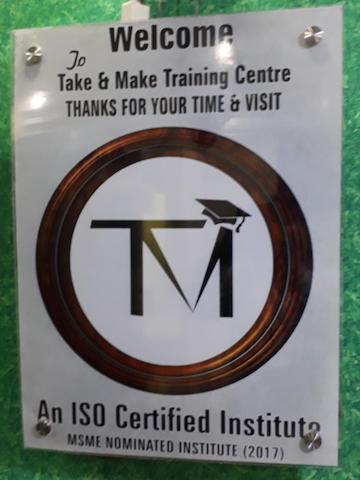 Welcome
To
Take & Make Training Centre
THANKS FOR YOUR TIME & VISIT
TM
An ISO Certified Institute
MSME NOMINATED INSTITUTE (2017)